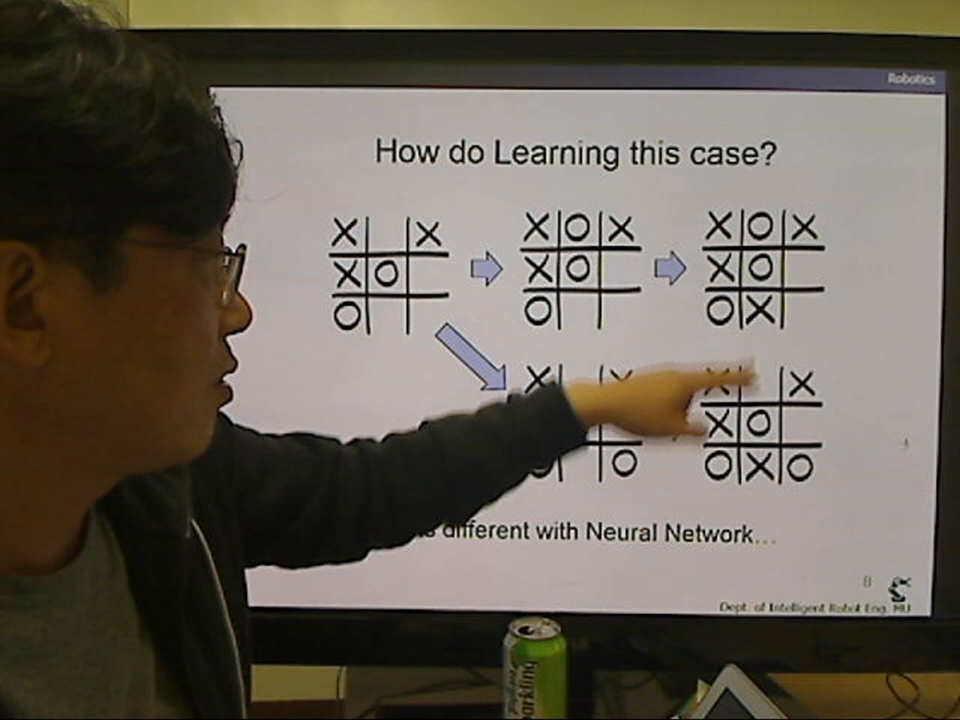 Robotics
How do Learning this case?
X X X O X X O X
X O X O X O
O O O X
X X
X O
O O X O
different with Neural Network...
8
Dept. of Intelligent Robot Eng. MU